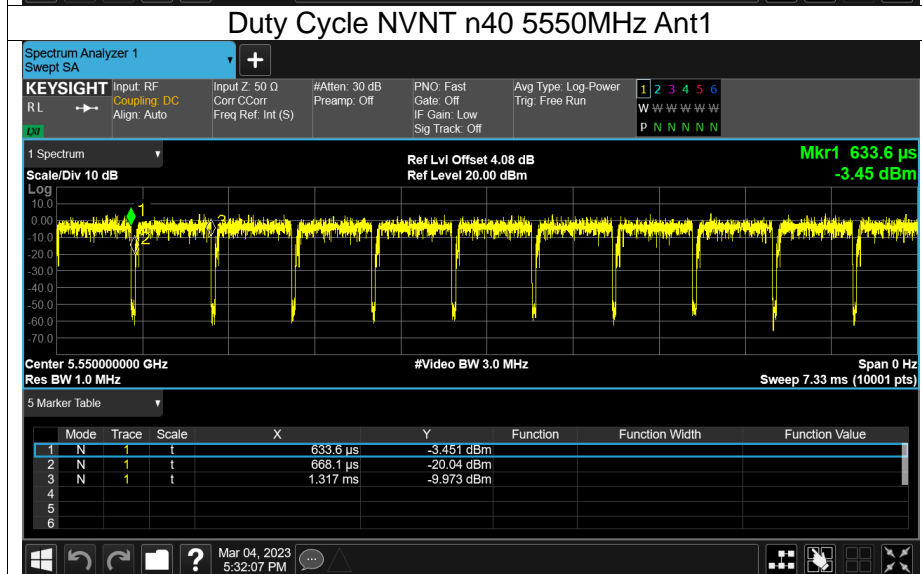 Duty Cycle NVNT n40 5550MHz Ant1
Spectrum Analyzer 1
Swept SA
+
KEYSIGHT Input: RF Input Z: 50 Ω #Atten: 30 dB PNO: Fast Avg Type: Log-Power 1 2 3 4 5 6
R L Coupling: DC Corr CCorr Preamp: Off Gate: Off Trig: Free Run W W W W W W
Align: Auto Freq Ref: Int (S) IF Gain: Low
LXI Sig Track: Off P N N N N N
1 Spectrum Ref Lvl Offset 4.08 dB Mkr1 633.6 µs
Scale/Div 10 dB Ref Level 20.00 dBm -3.45 dBm
Log
10.0
0.00
-10.0
-20.0
-30.0
-40.0
-50.0
-60.0
-70.0
1
2
3
Center 5.550000000 GHz #Video BW 3.0 MHz Span 0 Hz
Res BW 1.0 MHz Sweep 7.33 ms (10001 pts)
5 Marker Table
Mode Trace Scale X Y Function Function Width Function Value
1 N 1 t 633.6 µs -3.451 dBm
2 N 1 t 668.1 µs -20.04 dBm
3 N 1 t 1.317 ms -9.973 dBm
4
5
6
? Mar 04, 2023
5:32:07 PM